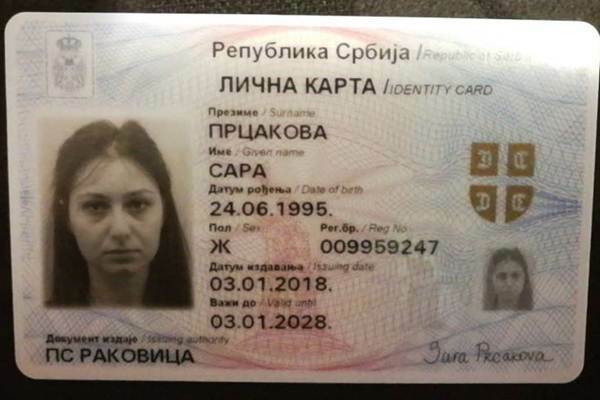 Република Србија / Republic of Serb
ЛИЧНА КАРТА / IDENTITY CARD
Презиме / Surname
ПРЦАКОВА
Име / Given name
САРА
Датум рођења / Date of birth
24.06.1995.
Пол / Sex Рег.бр. / Reg No
Ж 009959247
Датум издавања / Issuing date
03.01.2018.
Важи до / Valid until
03.01.2028.
Документ издаје / Issuing authority
ПС РАКОВИЦА
Sara Prcakova